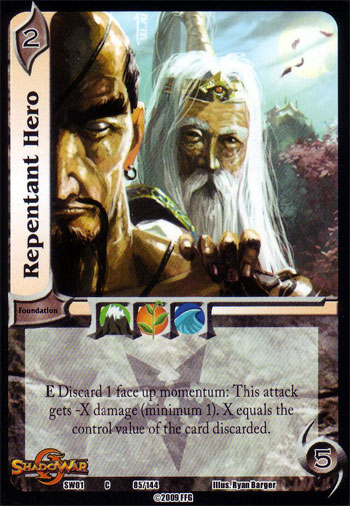 2
Repentant Hero
Foundation
E Discard 1 face up momentum: This attack
gets -X damage (minimum 1). X equals the
control value of the card discarded.
5
SHADOWAR
SW01 C 85/144 Illus. Ryan Barger
©2009 FFG